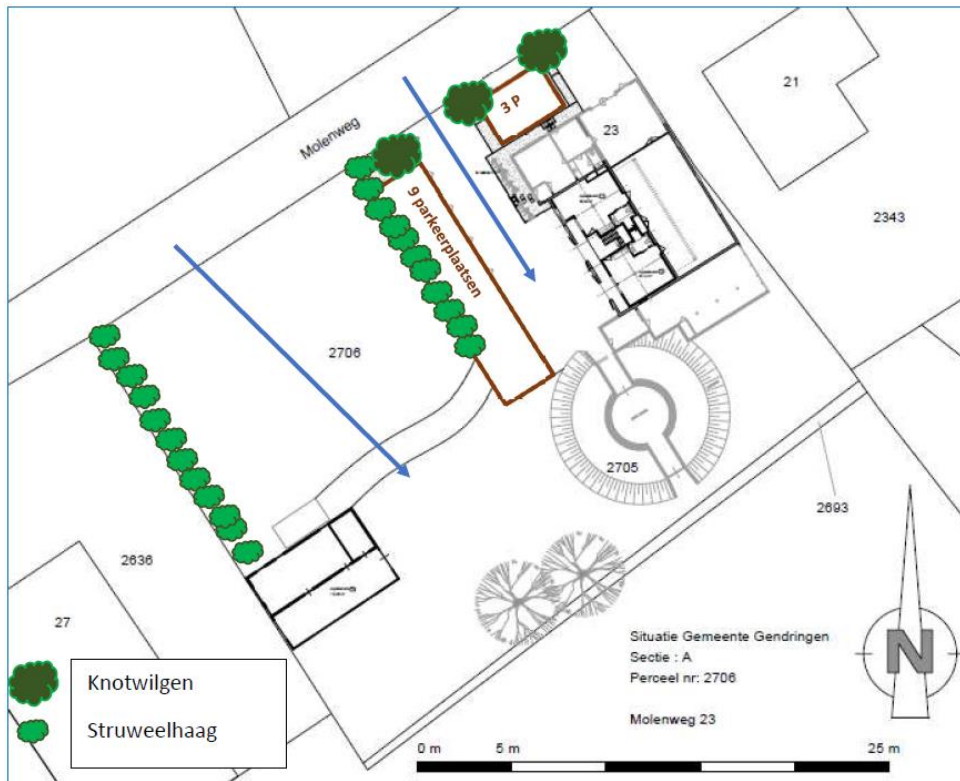 Molenweg
3 P
21
23
9 parkeerplaatsen
2343
2706
2705
2693
2636
27
Situatie Gemeente Gendringen
Sectie : A
Perceel nr: 2706
Molenweg 23
N
Knotwilgen
Struweelhaag
0 m 5 m 25 m